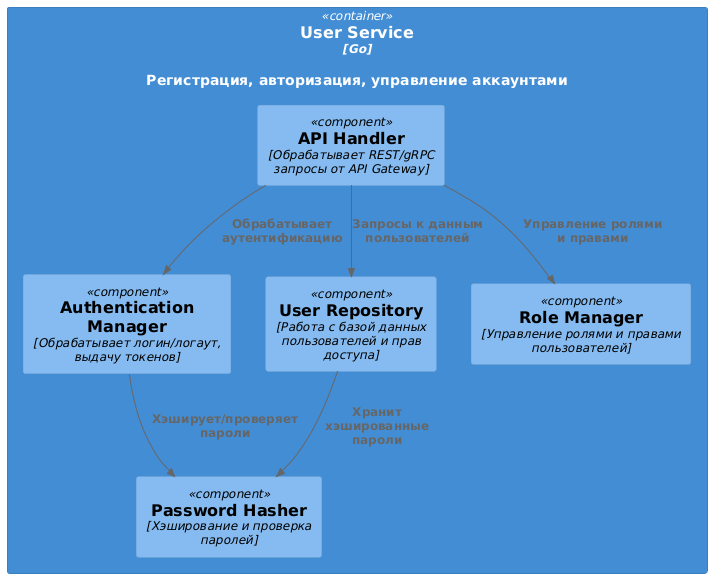 «container»
User Service
[Go]
Регистрация, авторизация, управление аккаунтами
«component»
API Handler
[Обрабатывает REST/gRPC
запросы от API Gateway]
Обрабатывает
аутентификацию
Запросы к данным
пользователей
Управление ролями
и правами
«component»
Authentication
Manager
[Обрабатывает логин/логаут,
выдачу токенов]
«component»
User Repository
[Работа с базой данных
пользователей и прав
доступа]
«component»
Role Manager
[Управление ролями и правами
пользователей]
Хэширует/проверяет
пароли
Хранит
хэшированные
пароли
«component»
Password Hasher
[Хэширование и проверка
паролей]